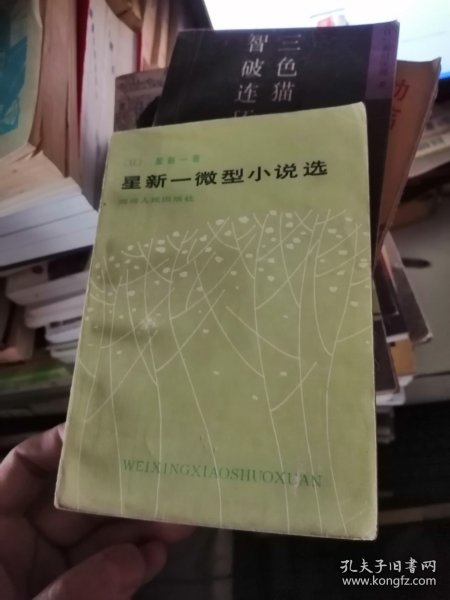 〔日〕 星新一著
星新一微型小说选
湖南人民出版社
WEIXINGXIAOSHUOXUAN
三色猫
智破连环
孔夫子旧书网
www.kongfz.com